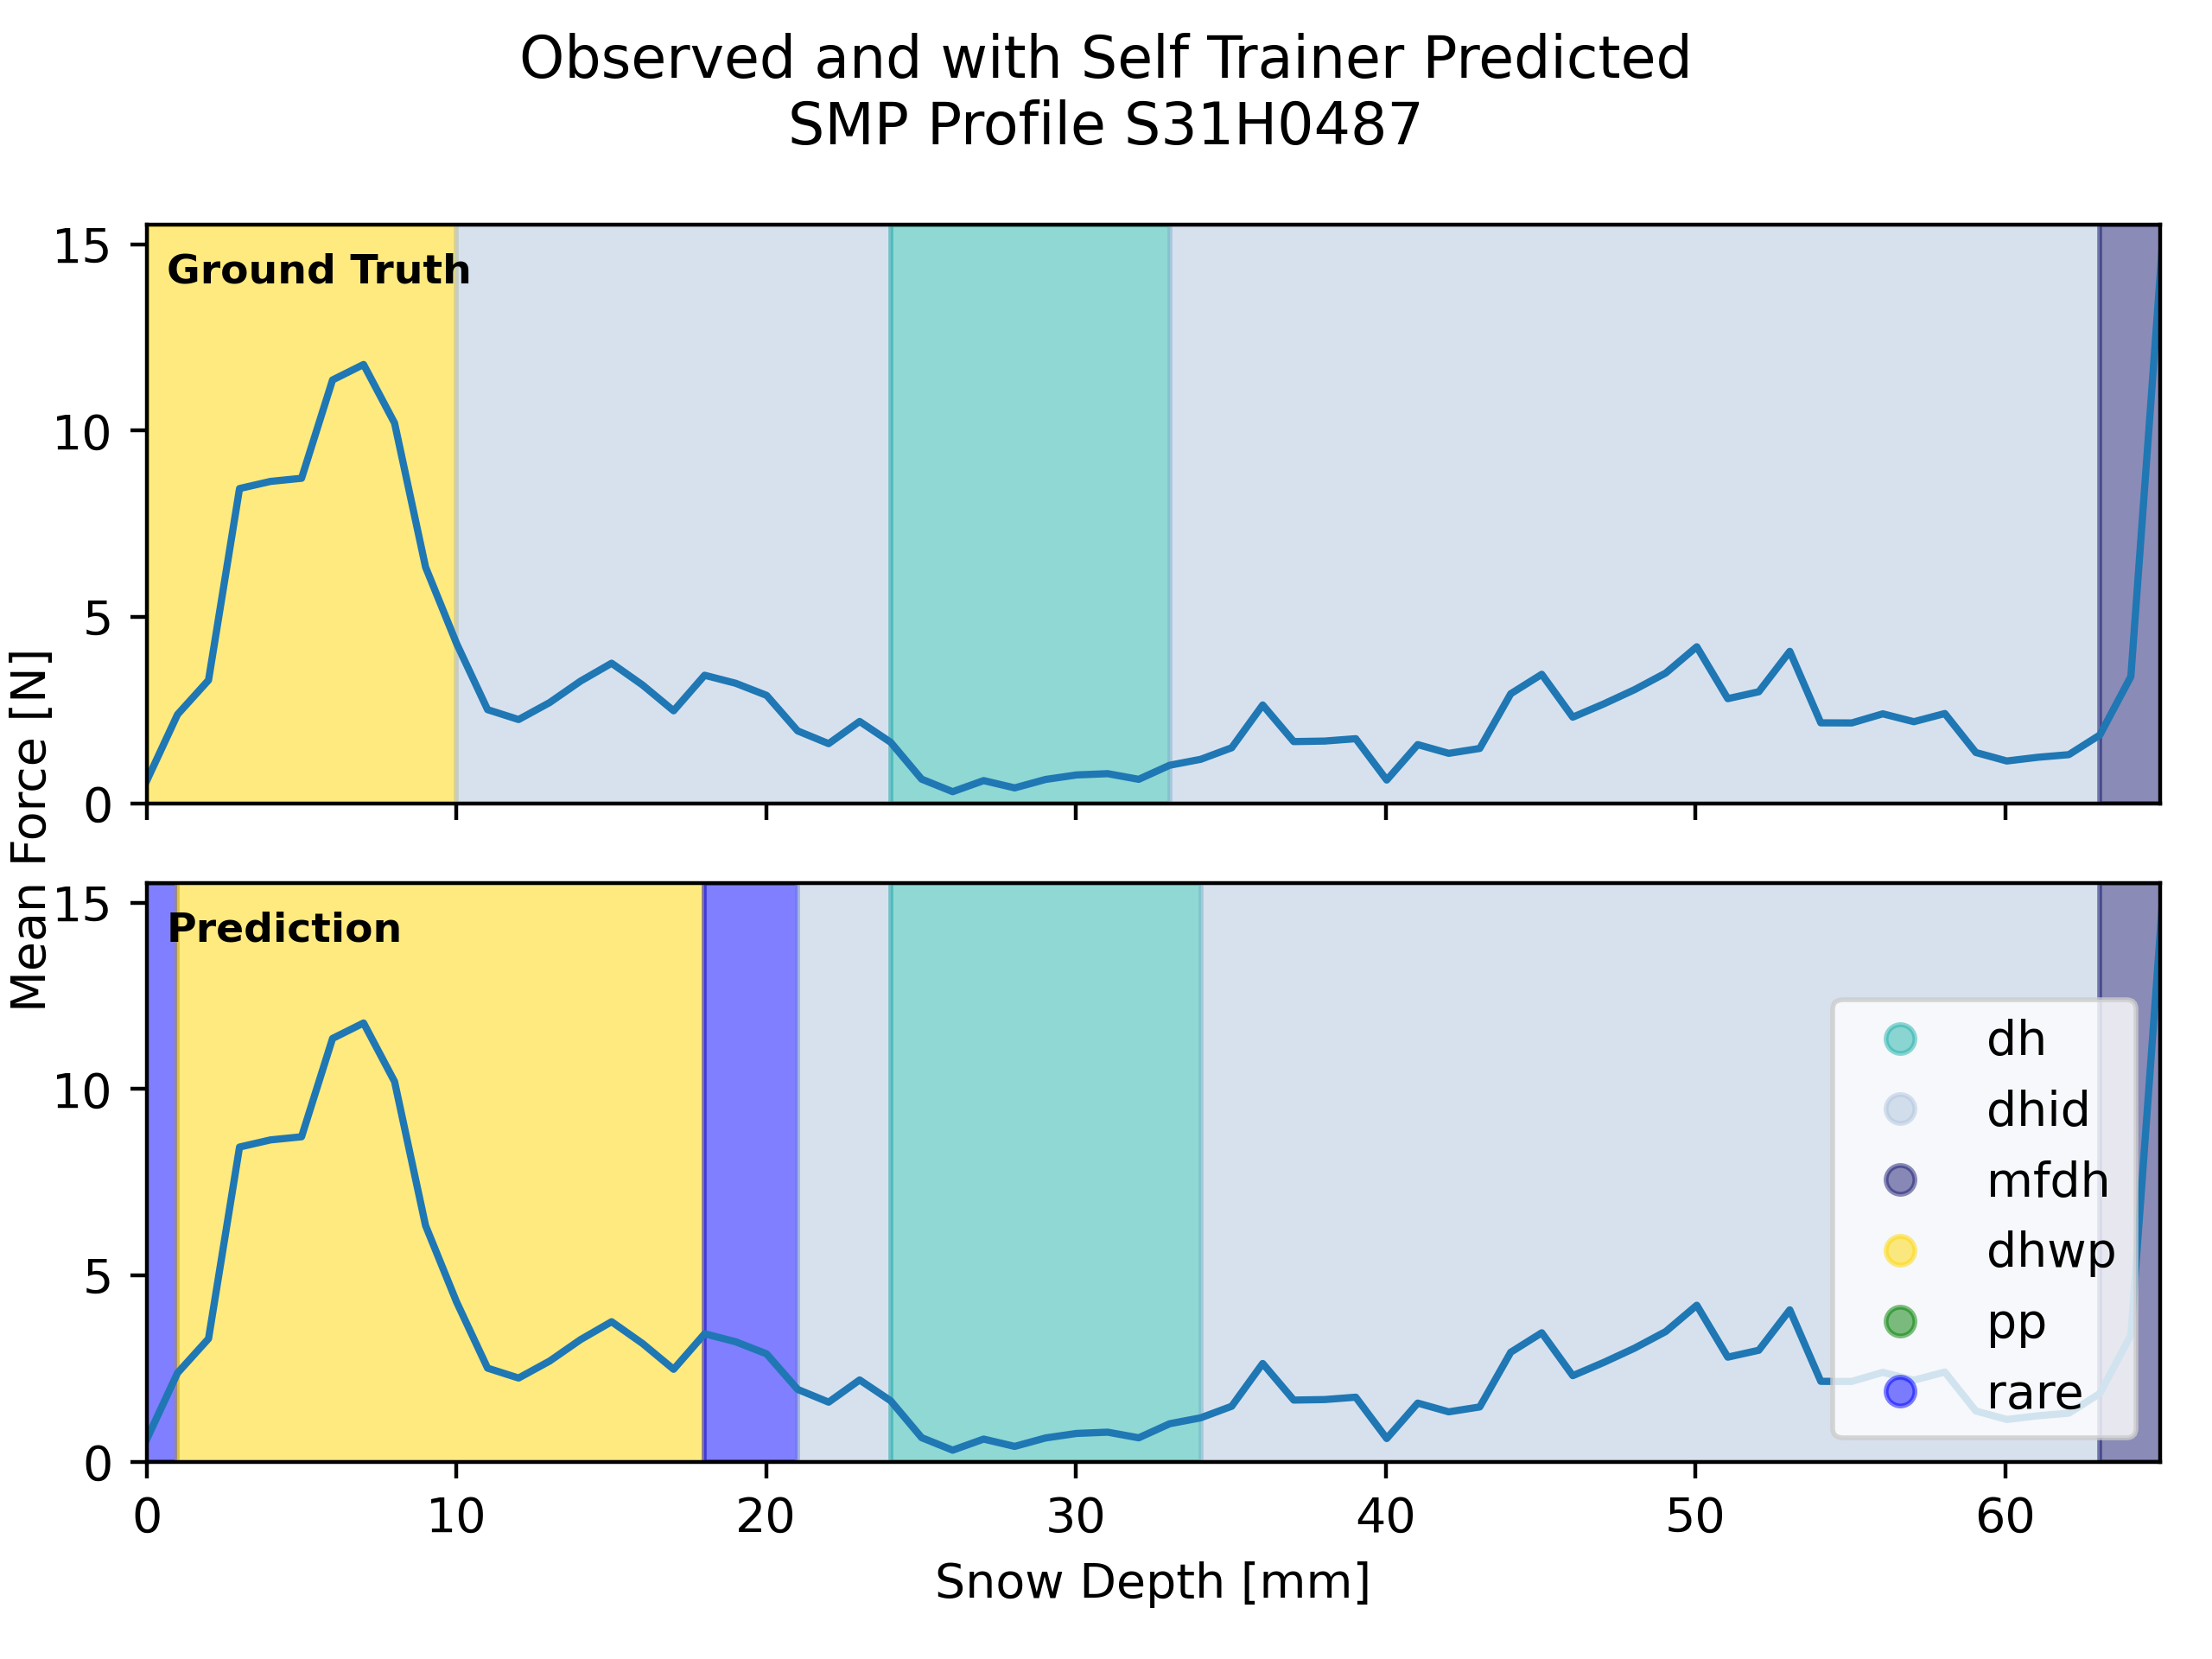 Observed and with Self Trainer Predicted
SMP Profile S31H0487
Mean Force [N]
15
10
5
0
Ground Truth
15
10
5
0
Prediction
dh
dhid
mfdh
dhwp
pp
rare
0 10 20 30 40 50 60
Snow Depth [mm]